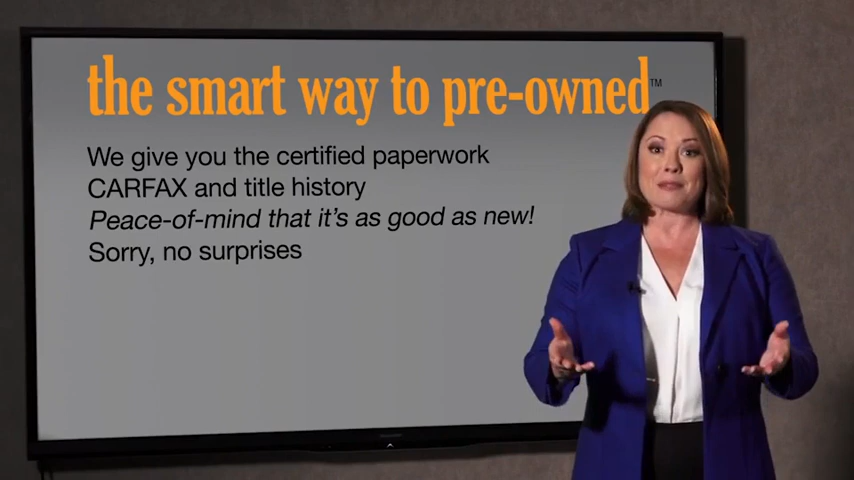 the smart way to pre-owned™
We give you the certified paperwork
CARFAX and title history
Peace-of-mind that it's as good as new!
Sorry, no surprises